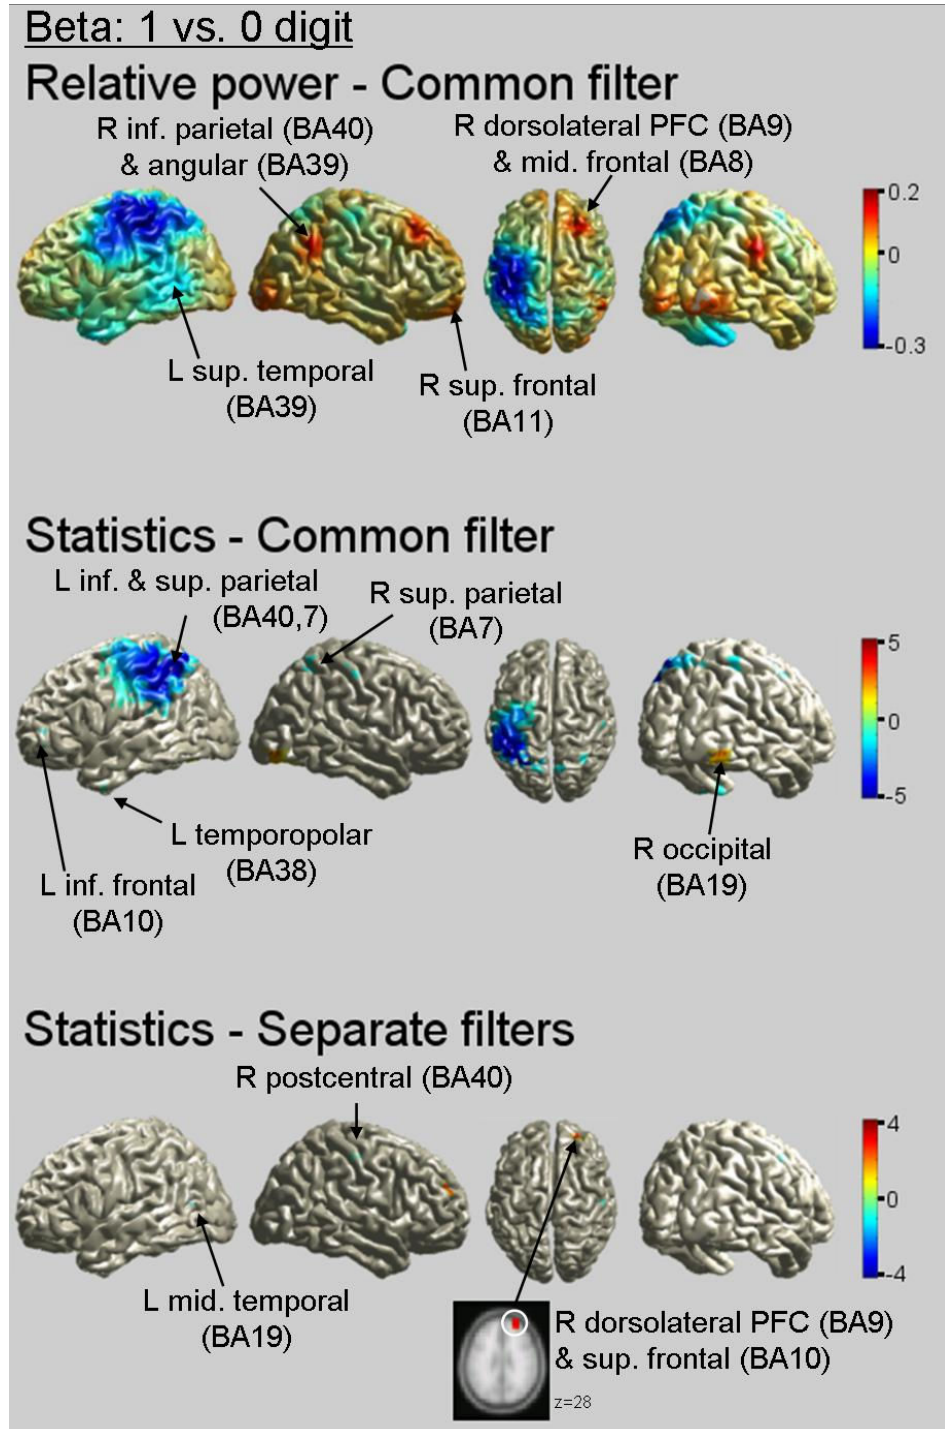 Beta: 1 vs. 0 digit
Relative power - Common filter
R inf. parietal (BA40)
& angular (BA39)
R dorsolateral PFC (BA9)
& mid. frontal (BA8)
0.2
0
-0.3
L sup. temporal
(BA39)
R sup. frontal
(BA11)
Statistics - Common filter
L inf. & sup. parietal
(BA40,7)
R sup. parietal
(BA7)
5
0
-5
L temporopolar
(BA38)
L inf. frontal
(BA10)
R occipital
(BA19)
Statistics - Separate filters
R postcentral (BA40)
4
0
-4
L mid. temporal
(BA19)
R dorsolateral PFC (BA9)
& sup. frontal (BA10)
z=28